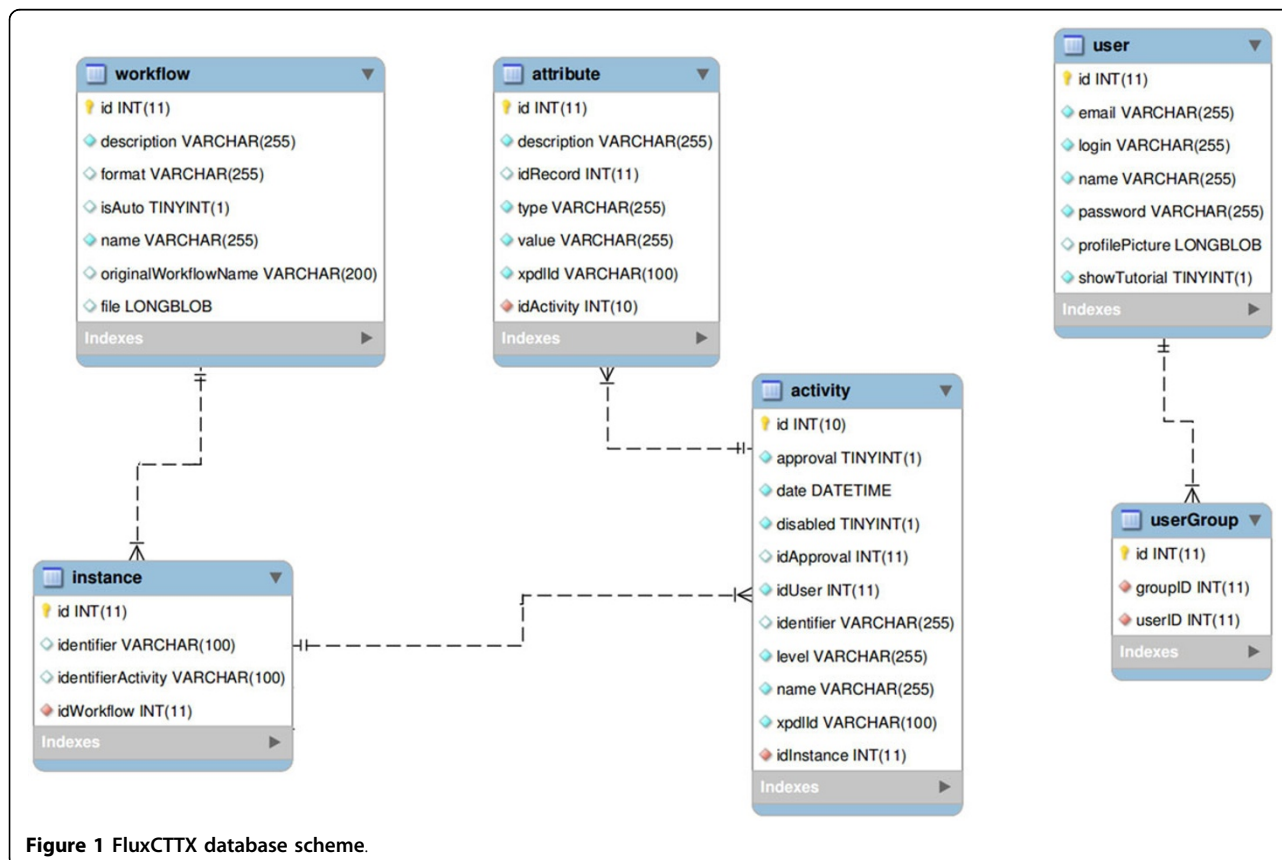 workflow
id INT(11)
description VARCHAR(255)
format VARCHAR(255)
isAuto TINYINT(1)
name VARCHAR(255)
originalWorkflowName VARCHAR(200)
file LONGBLOB
Indexes
attribute
id INT(11)
description VARCHAR(255)
idRecord INT(11)
type VARCHAR(255)
value VARCHAR(255)
xpdlId VARCHAR(100)
idActivity INT(10)
Indexes
user
id INT(11)
email VARCHAR(255)
login VARCHAR(255)
name VARCHAR(255)
password VARCHAR(255)
profilePicture LONGBLOB
showTutorial TINYINT(1)
Indexes
activity
id INT(10)
approval TINYINT(1)
date DATETIME
disabled TINYINT(1)
idApproval INT(11)
idUser INT(11)
identifier VARCHAR(255)
level VARCHAR(255)
name VARCHAR(255)
xpdlId VARCHAR(100)
idInstance INT(11)
Indexes
userGroup
id INT(11)
groupID INT(11)
userID INT(11)
Indexes
instance
id INT(11)
identifier VARCHAR(100)
identifierActivity VARCHAR(100)
idWorkflow INT(11)
Indexes
Figure 1 FluxCTTX database scheme.